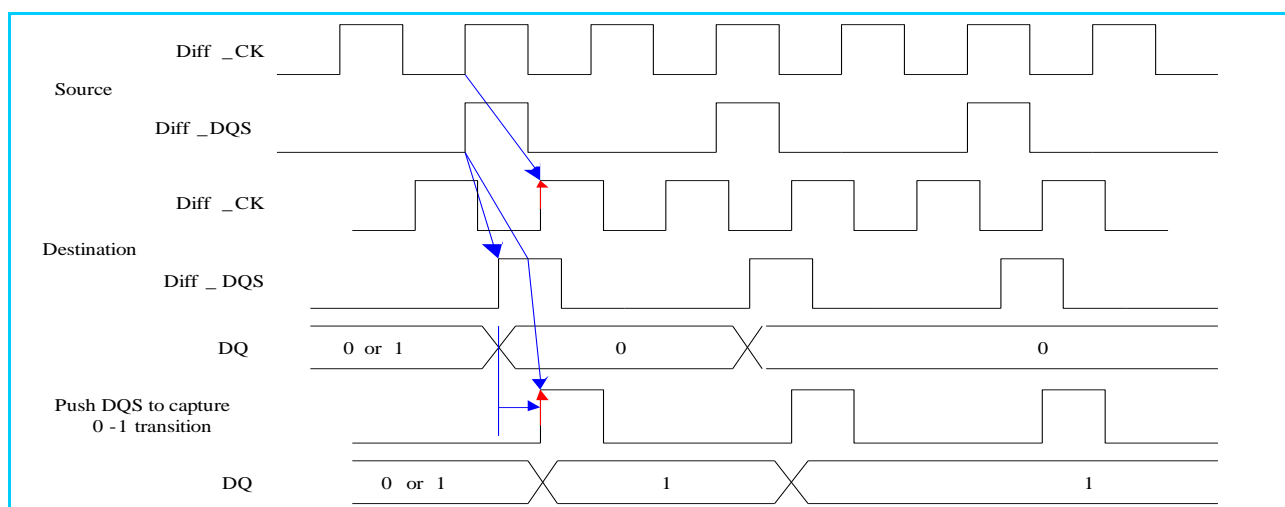 Diff _CK
Source
Diff _DQS
Diff _CK
Destination
Diff _ DQS
DQ
0 or 1
0
0
Push DQS to capture
0 -1 transition
DQ
0 or 1
1
1